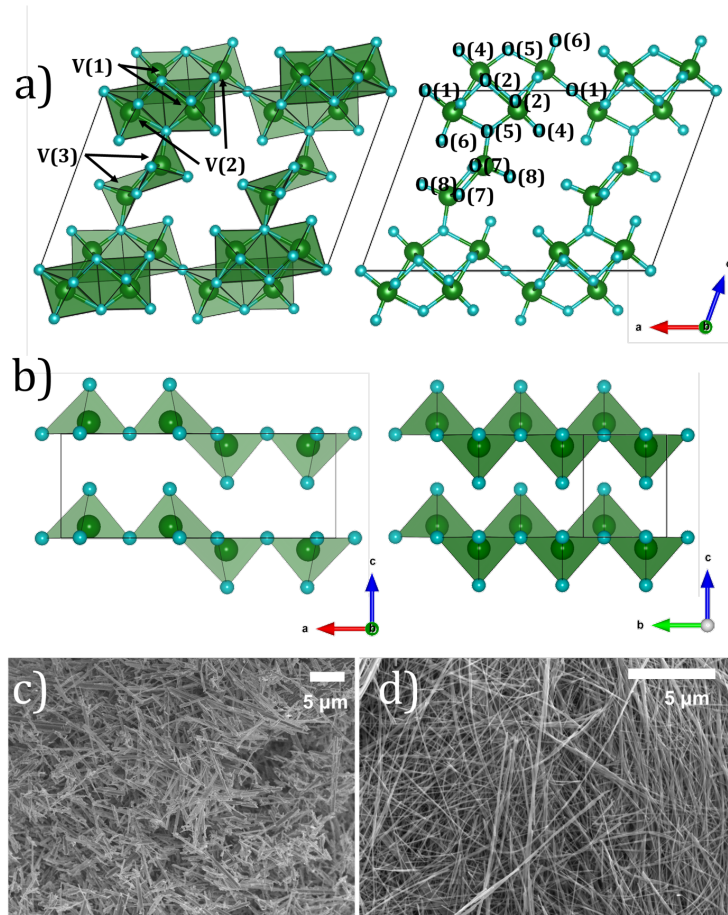 a)
V(1)
V(2)
V(3)
O(6)
O(4)
O(5)
O(1)
O(2)
O(1)
O(2)
O(6)
O(5)
O(4)
O(7)
O(8)
O(8)
O(7)
c
a
b
b)
c
a
b
c
b
c)
5 μm
d)
5 μm